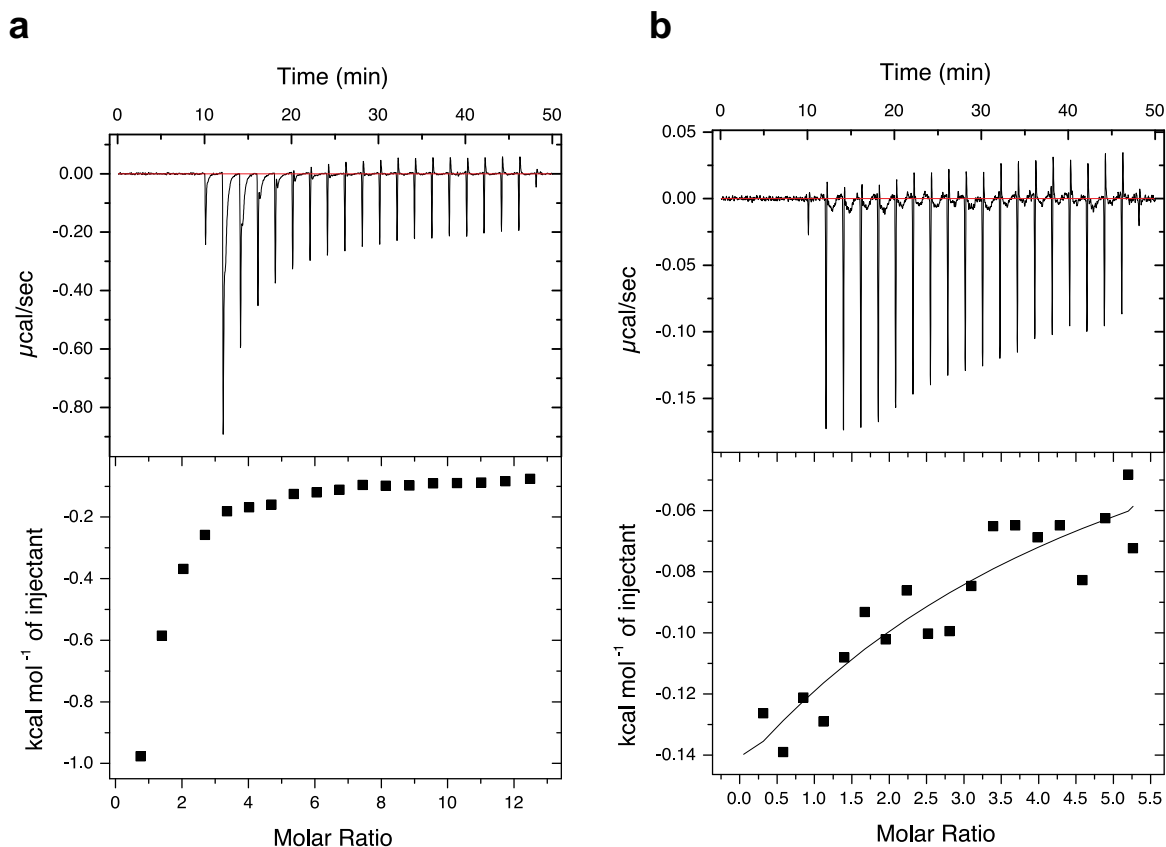 a
Time (min)
0 10 20 30 40 50
0.00
-0.20
-0.40
-0.60
-0.80
µcal/sec
-0.2
-0.4
-0.6
-0.8
-1.0
kcal mol⁻¹ of injectant
0 2 4 6 8 10 12
Molar Ratio
b
Time (min)
0 10 20 30 40 50
0.05
0.00
-0.05
-0.10
-0.15
µcal/sec
-0.06
-0.08
-0.10
-0.12
-0.14
kcal mol⁻¹ of injectant
0.0 0.5 1.0 1.5 2.0 2.5 3.0 3.5 4.0 4.5 5.0 5.5
Molar Ratio